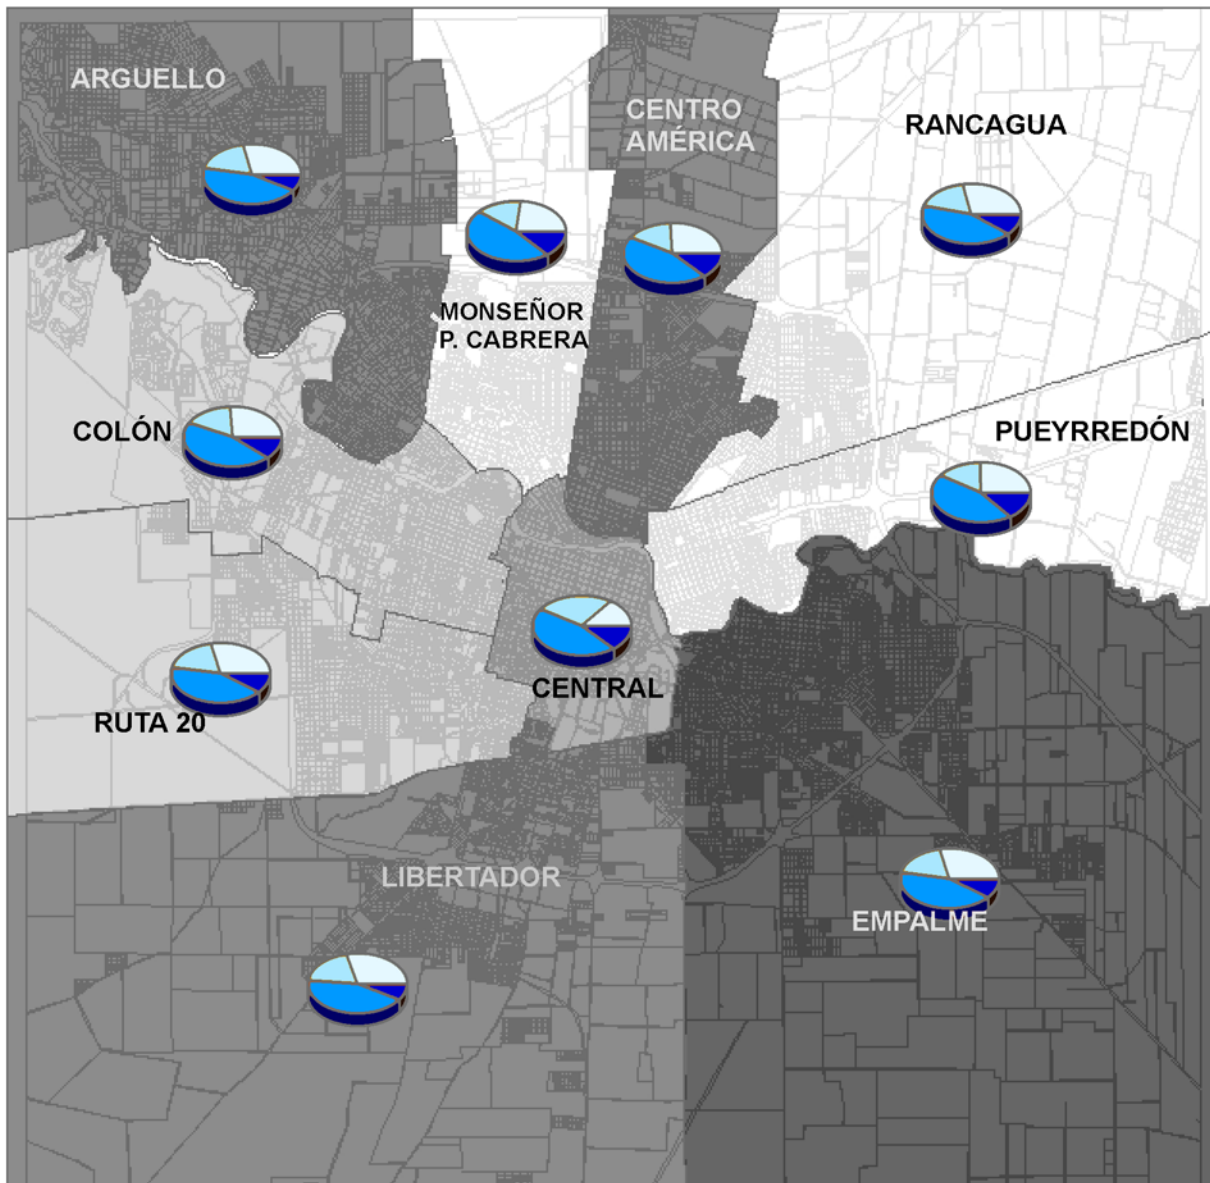 ARGUELLO
CENTRO
AMÉRICA
RANCAGUA
MONSEÑOR
P. CABRERA
COLÓN
PUEYRREDÓN
CENTRAL
RUTA 20
LIBERTADOR
EMPALME